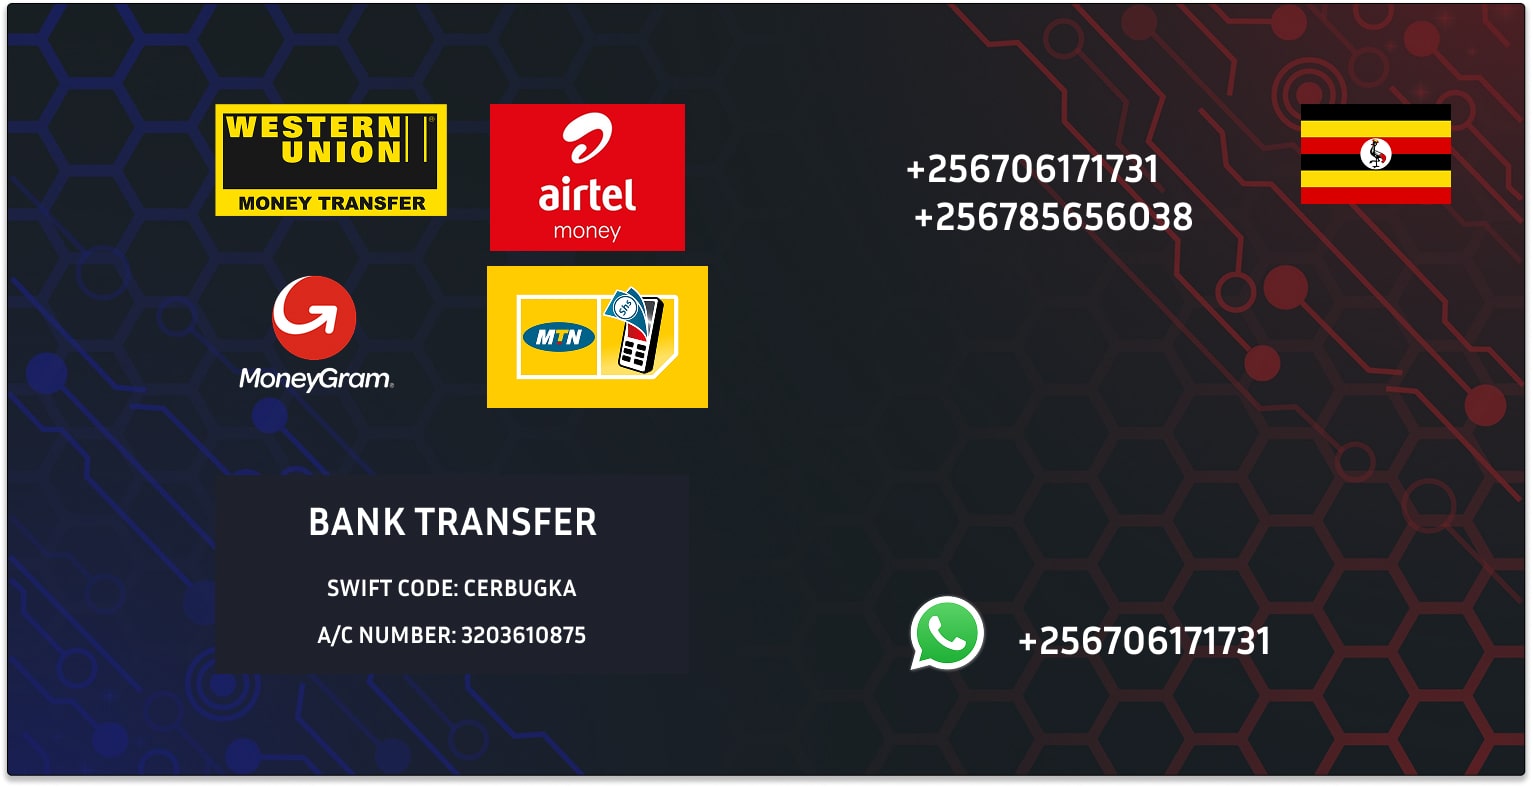 WESTERN
UNION
MONEY TRANSFER
airtel
money
MoneyGram
MTN
Shs
+256706171731
+256785656038
BANK TRANSFER
SWIFT CODE: CERBUGKA
A/C NUMBER: 3203610875
+256706171731